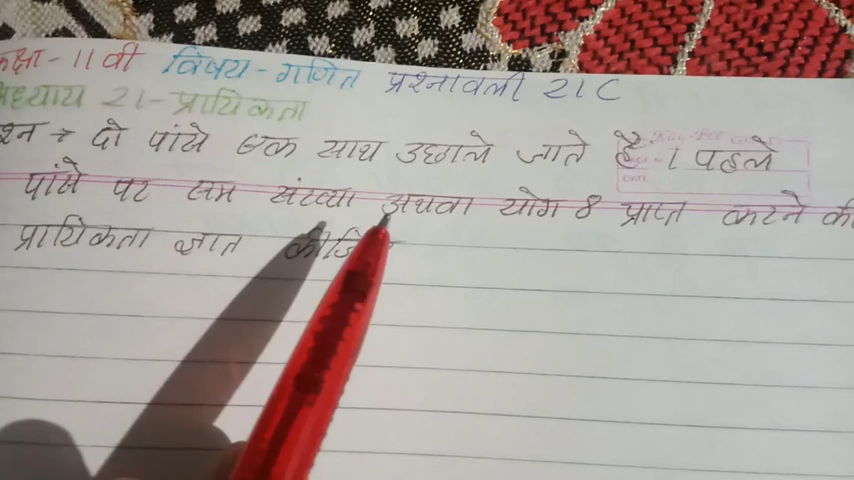 कक्षा - 11वी विषय - गणित प्रश्नावली 21C
अध्याय 21 - प्रायिकता
प्रश्न → दो पांसे एक साथ उछाले जाते हैं। पहले
पांसे पर सम संख्या अथवा योग 8 प्राप्त करने की
प्रायिकता ज्ञात
DATE